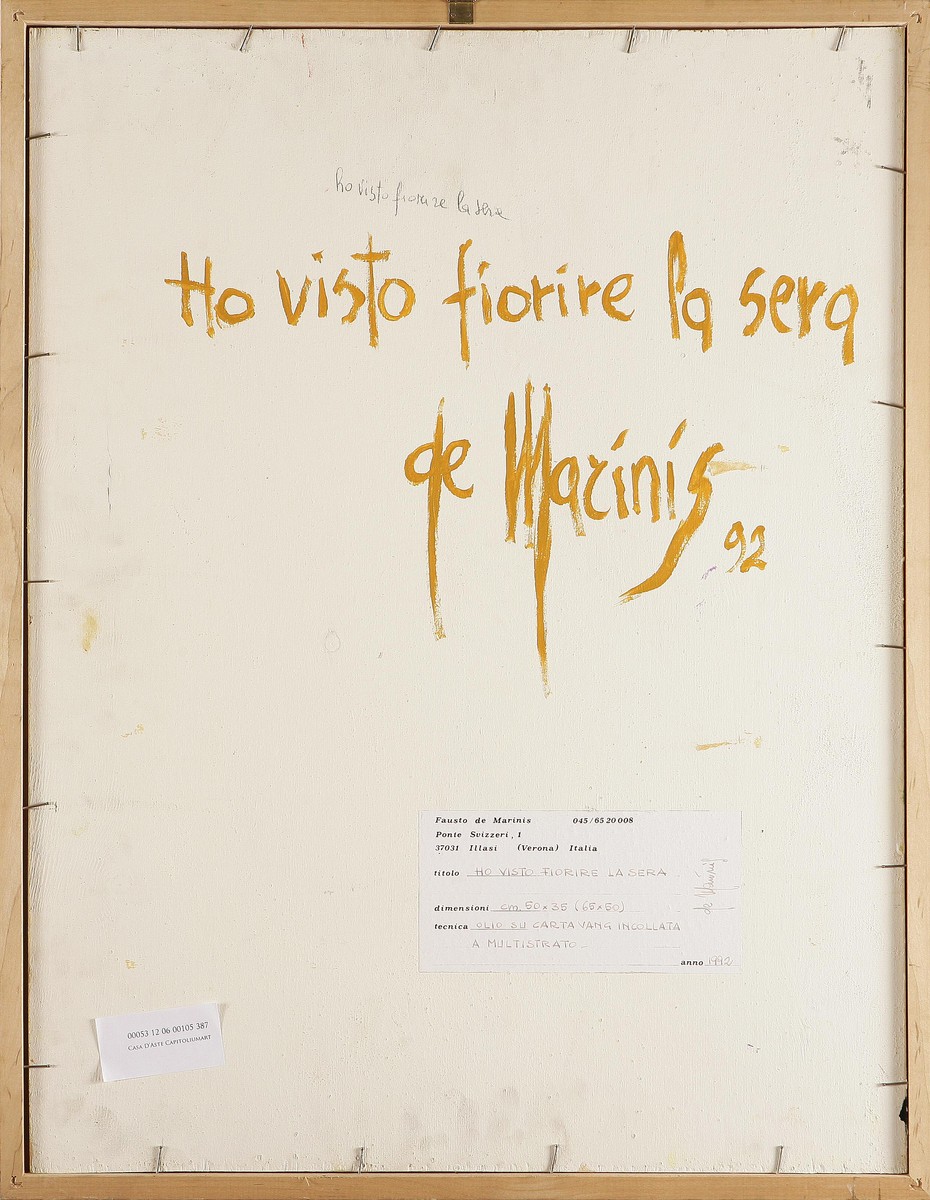 ho visto fiorire la sera
Ho visto fiorire la sera
de Marinis
92
Fausto de Marinis 045/6520008
Ponte Svizzeri, 1
37031 Illasi (Verona) Italia
titolo HO VISTO FIORIRE LA SERA
de Marinis
dimensioni cm. 50 x 35 (65 x 50)
tecnica OLIO SU CARTA VANG INCOLLATA
A MULTISTRATO
anno 1992
00053 12 06 00105 387
CASA D'ASTE CAPITOLIUMART